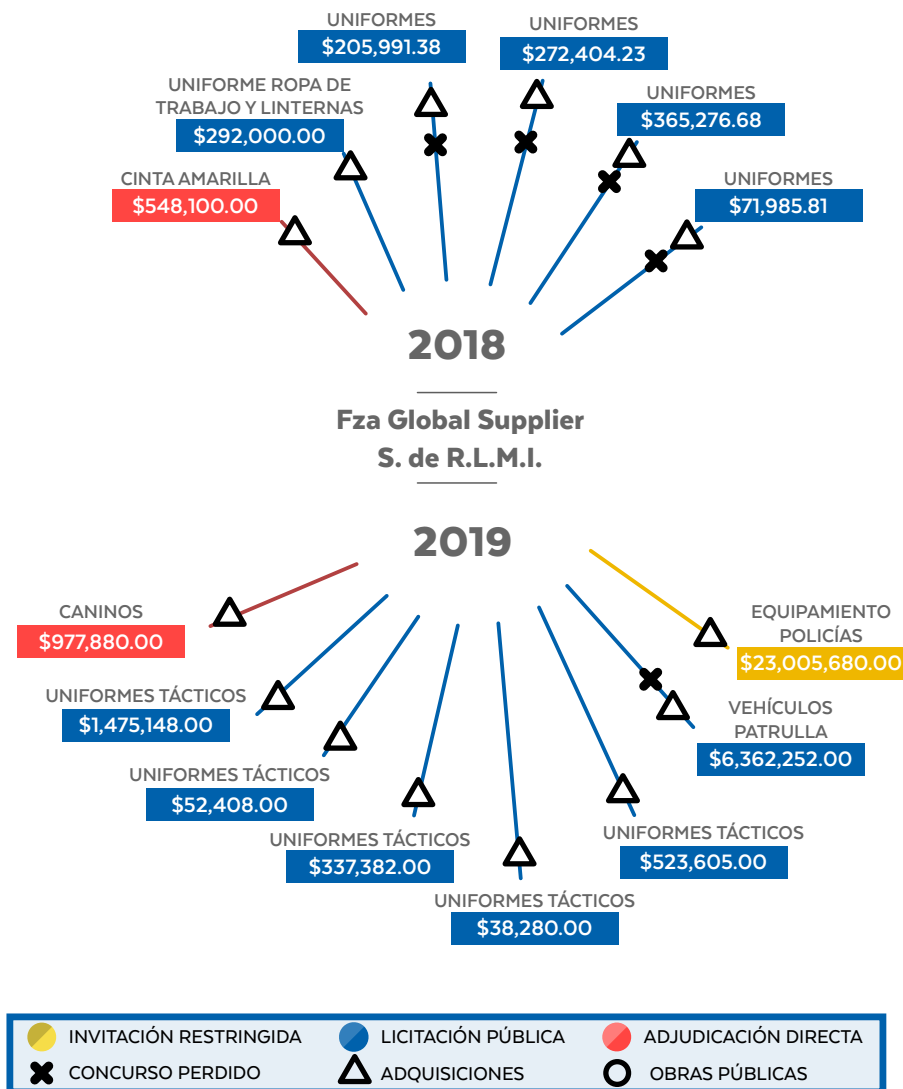 UNIFORMES
$205,991.38
UNIFORMES
$272,404.23
UNIFORME ROPA DE
TRABAJO Y LINTERNAS
$292,000.00
UNIFORMES
$365,276.68
CINTA AMARILLA
$548,100.00
UNIFORMES
$71,985.81
2018
Fza Global Supplier
S. de R.L.M.I.
2019
CANINOS
$977,880.00
EQUIPAMIENTO
POLICÍAS
$23,005,680.00
UNIFORMES TÁCTICOS
$1,475,148.00
VEHÍCULOS
PATRULLA
$6,362,252.00
UNIFORMES TÁCTICOS
$52,408.00
UNIFORMES TÁCTICOS
$337,382.00
UNIFORMES TÁCTICOS
$523,605.00
UNIFORMES TÁCTICOS
$38,280.00
INVITACIÓN RESTRINGIDA
LICITACIÓN PÚBLICA
ADJUDICACIÓN DIRECTA
CONCURSO PERDIDO
ADQUISICIONES
OBRAS PÚBLICAS